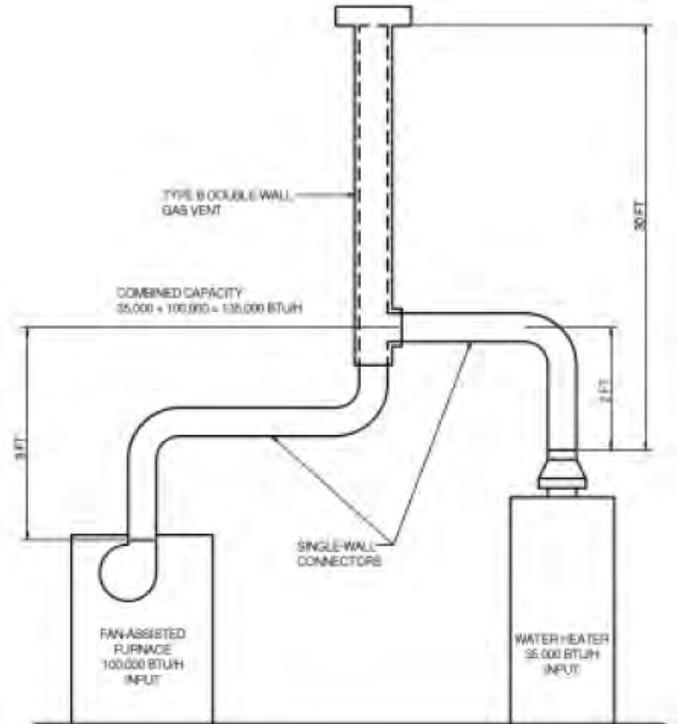 TYPE B DOUBLE-WALL
GAS VENT
30 FT
COMBINED CAPACITY
35,000 + 100,000 = 135,000 BTU/H
3 FT
2 FT
SINGLE-WALL
CONNECTORS
FAN-ASSISTED
FURNACE
100,000 BTU/H
INPUT
WATER HEATER
35,000 BTU/H
INPUT